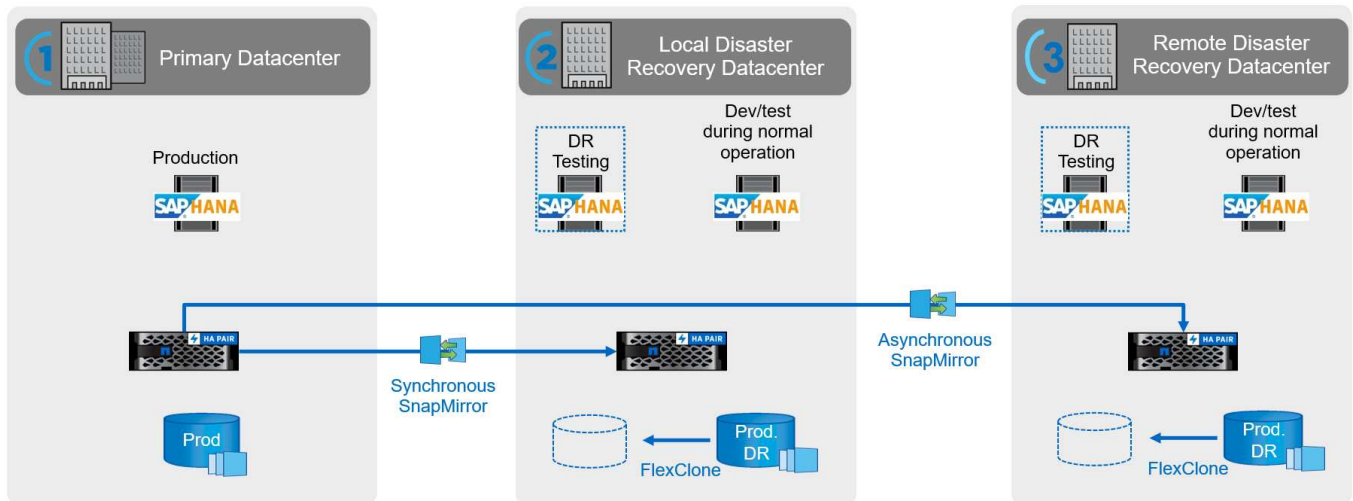 1
Primary Datacenter
2
Local Disaster
Recovery Datacenter
3
Remote Disaster
Recovery Datacenter
Production
SAP HANA
DR
Testing
SAP HANA
Dev/test
during normal
operation
SAP HANA
DR
Testing
SAP HANA
Dev/test
during normal
operation
SAP HANA
HA PAIR
Synchronous
SnapMirror
HA PAIR
Asynchronous
SnapMirror
HA PAIR
Prod
FlexClone
Prod.
DR
FlexClone
Prod.
DR